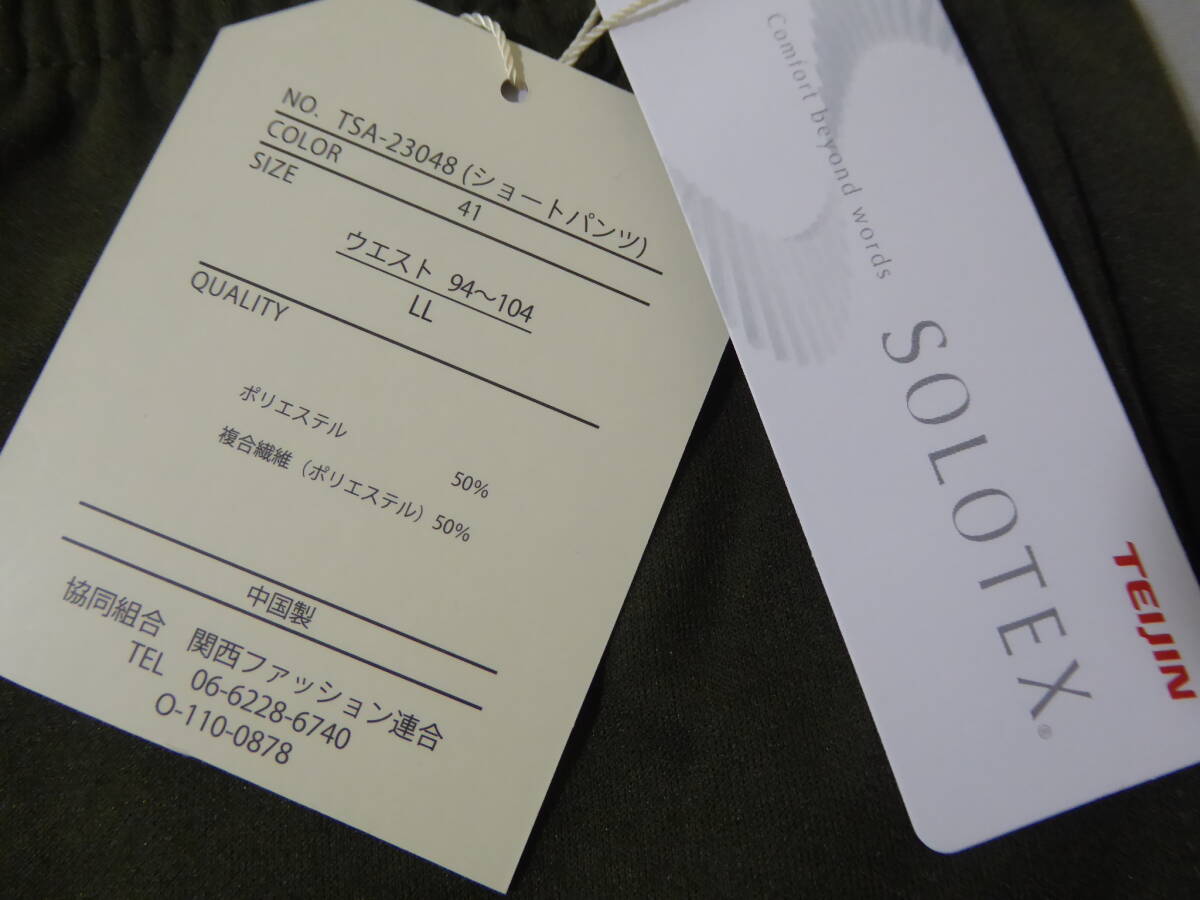 NO. TSA-23048 (ショートパンツ)
COLOR 41
SIZE
ウエスト 94～104
LL
QUALITY
ポリエステル 50%
複合繊維（ポリエステル）50%
中国製
協同組合 関西ファッション連合
TEL 06-6228-6740
O-110-0878
Comfort beyond words
SOLOTEX®
TEIJIN